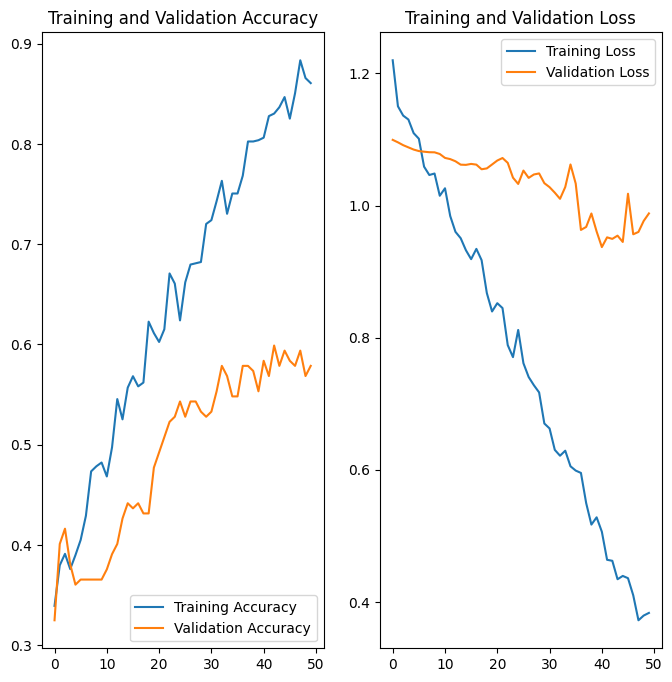 Training and Validation Accuracy
0.9
0.8
0.7
0.6
0.5
0.4
0.3
0 10 20 30 40 50
Training Accuracy
Validation Accuracy
Training and Validation Loss
1.2
1.0
0.8
0.6
0.4
0 10 20 30 40 50
Training Loss
Validation Loss